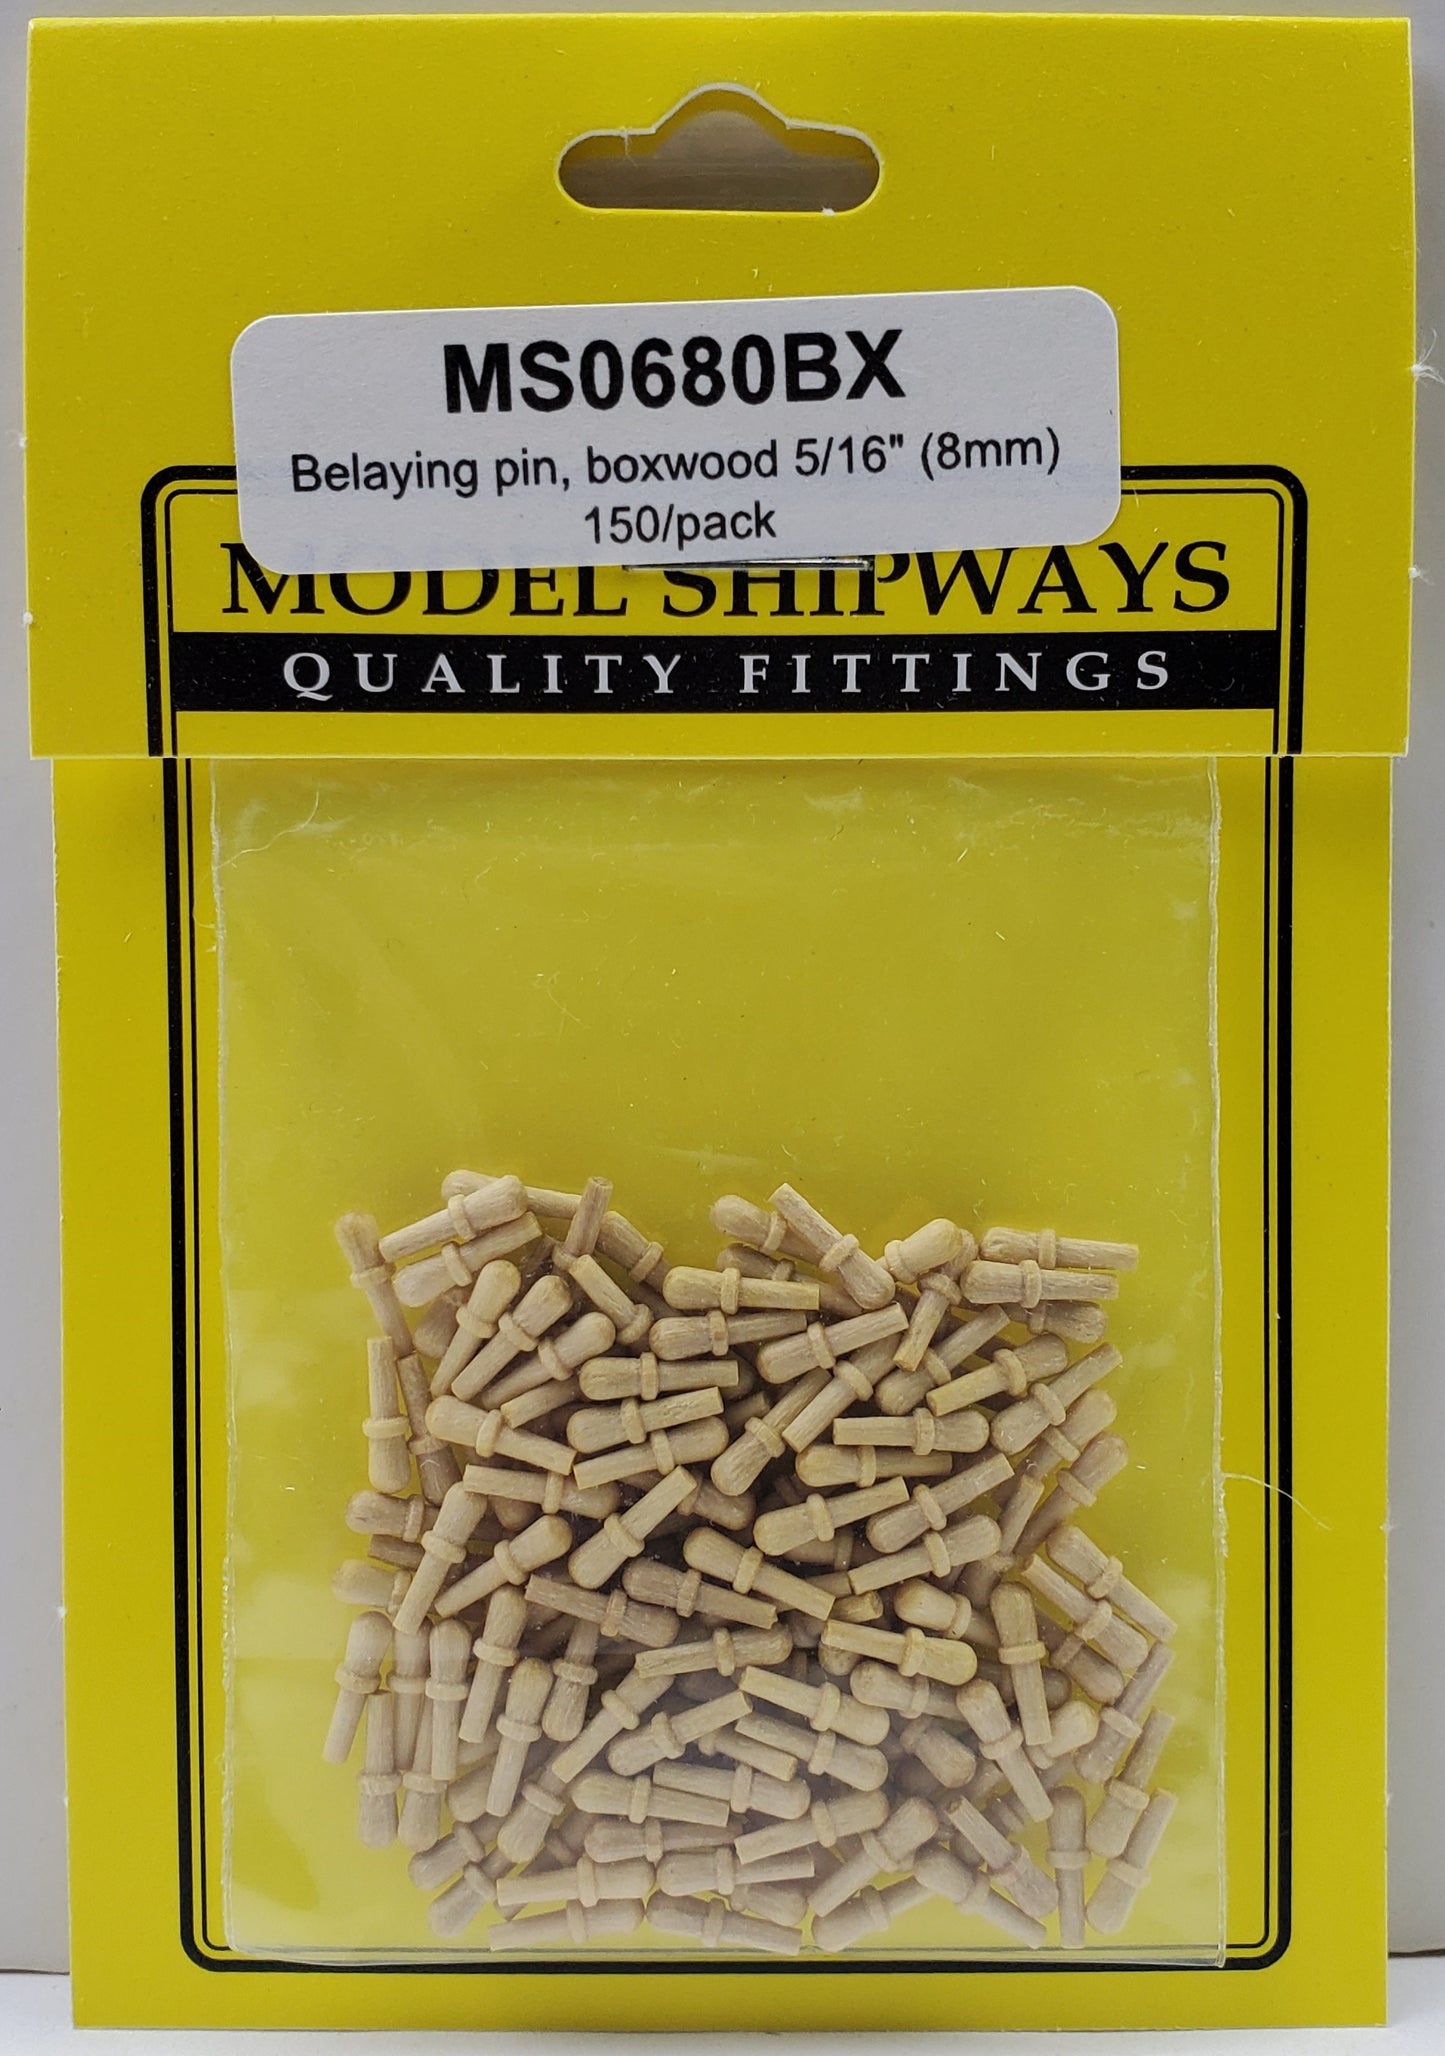 MS0680BX
Belaying pin, boxwood 5/16" (8mm)
150/pack
MODEL SHIPWAYS
QUALITY FITTINGS